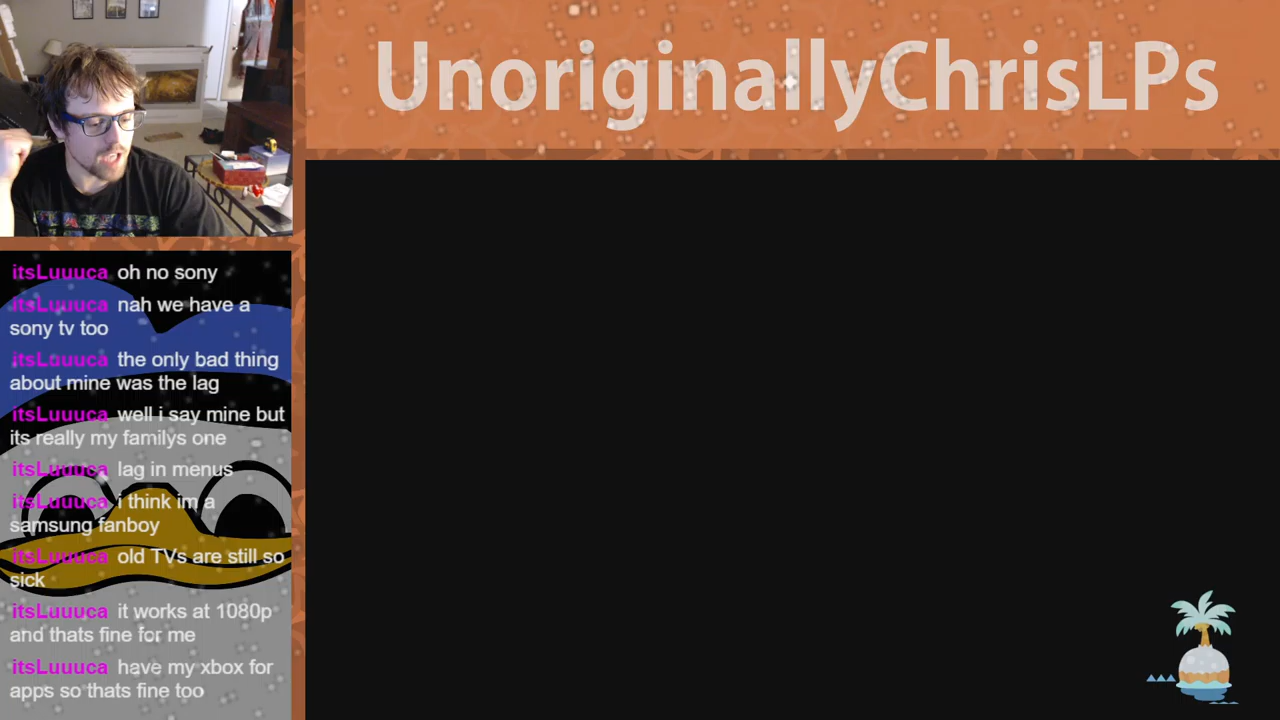 UnoriginallyChrisLPs
itsLuuuca oh no sony
itsLuuuca nah we have a
sony tv too
itsLuuuca the only bad thing
about mine was the lag
itsLuuuca well i say mine but
its really my familys one
itsLuuuca lag in menus
itsLuuuca i think im a
samsung fanboy
itsLuuuca old TVs are still so
sick
itsLuuuca it works at 1080p
and thats fine for me
itsLuuuca have my xbox for
apps so thats fine too